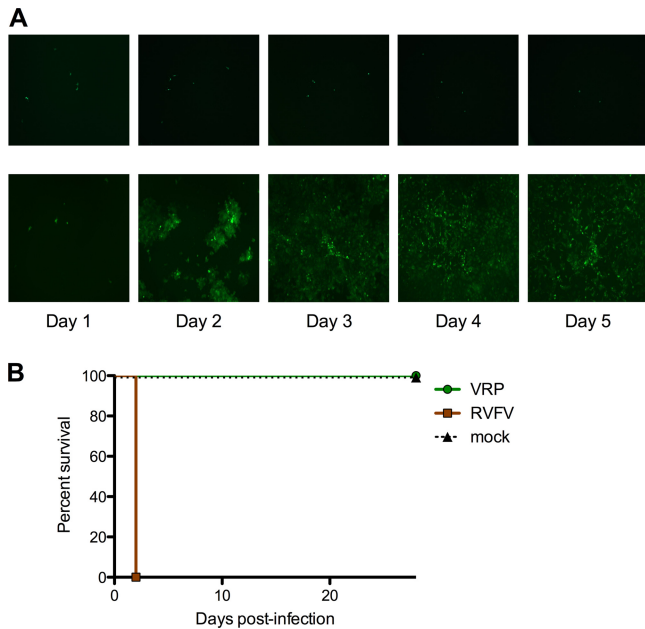 A
Day 1
Day 2
Day 3
Day 4
Day 5
B
100
80
60
40
20
0
Percent survival
0
10
20
Days post-infection
VRP
RVFV
mock